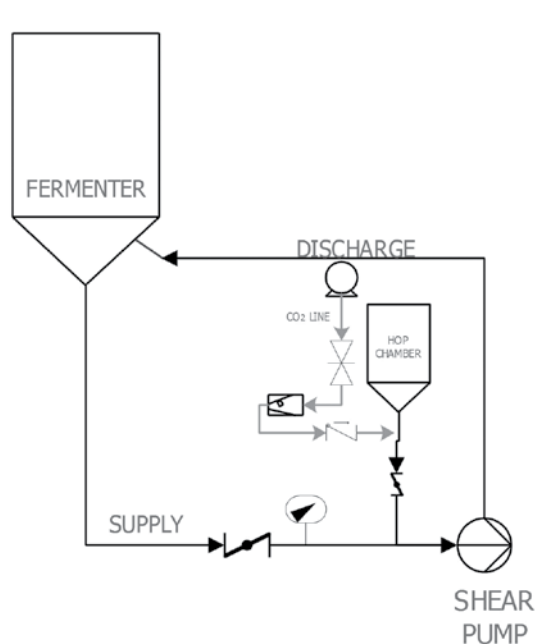 FERMENTER
DISCHARGE
CO₂ LINE
HOP
CHAMBER
SUPPLY
SHEAR
PUMP